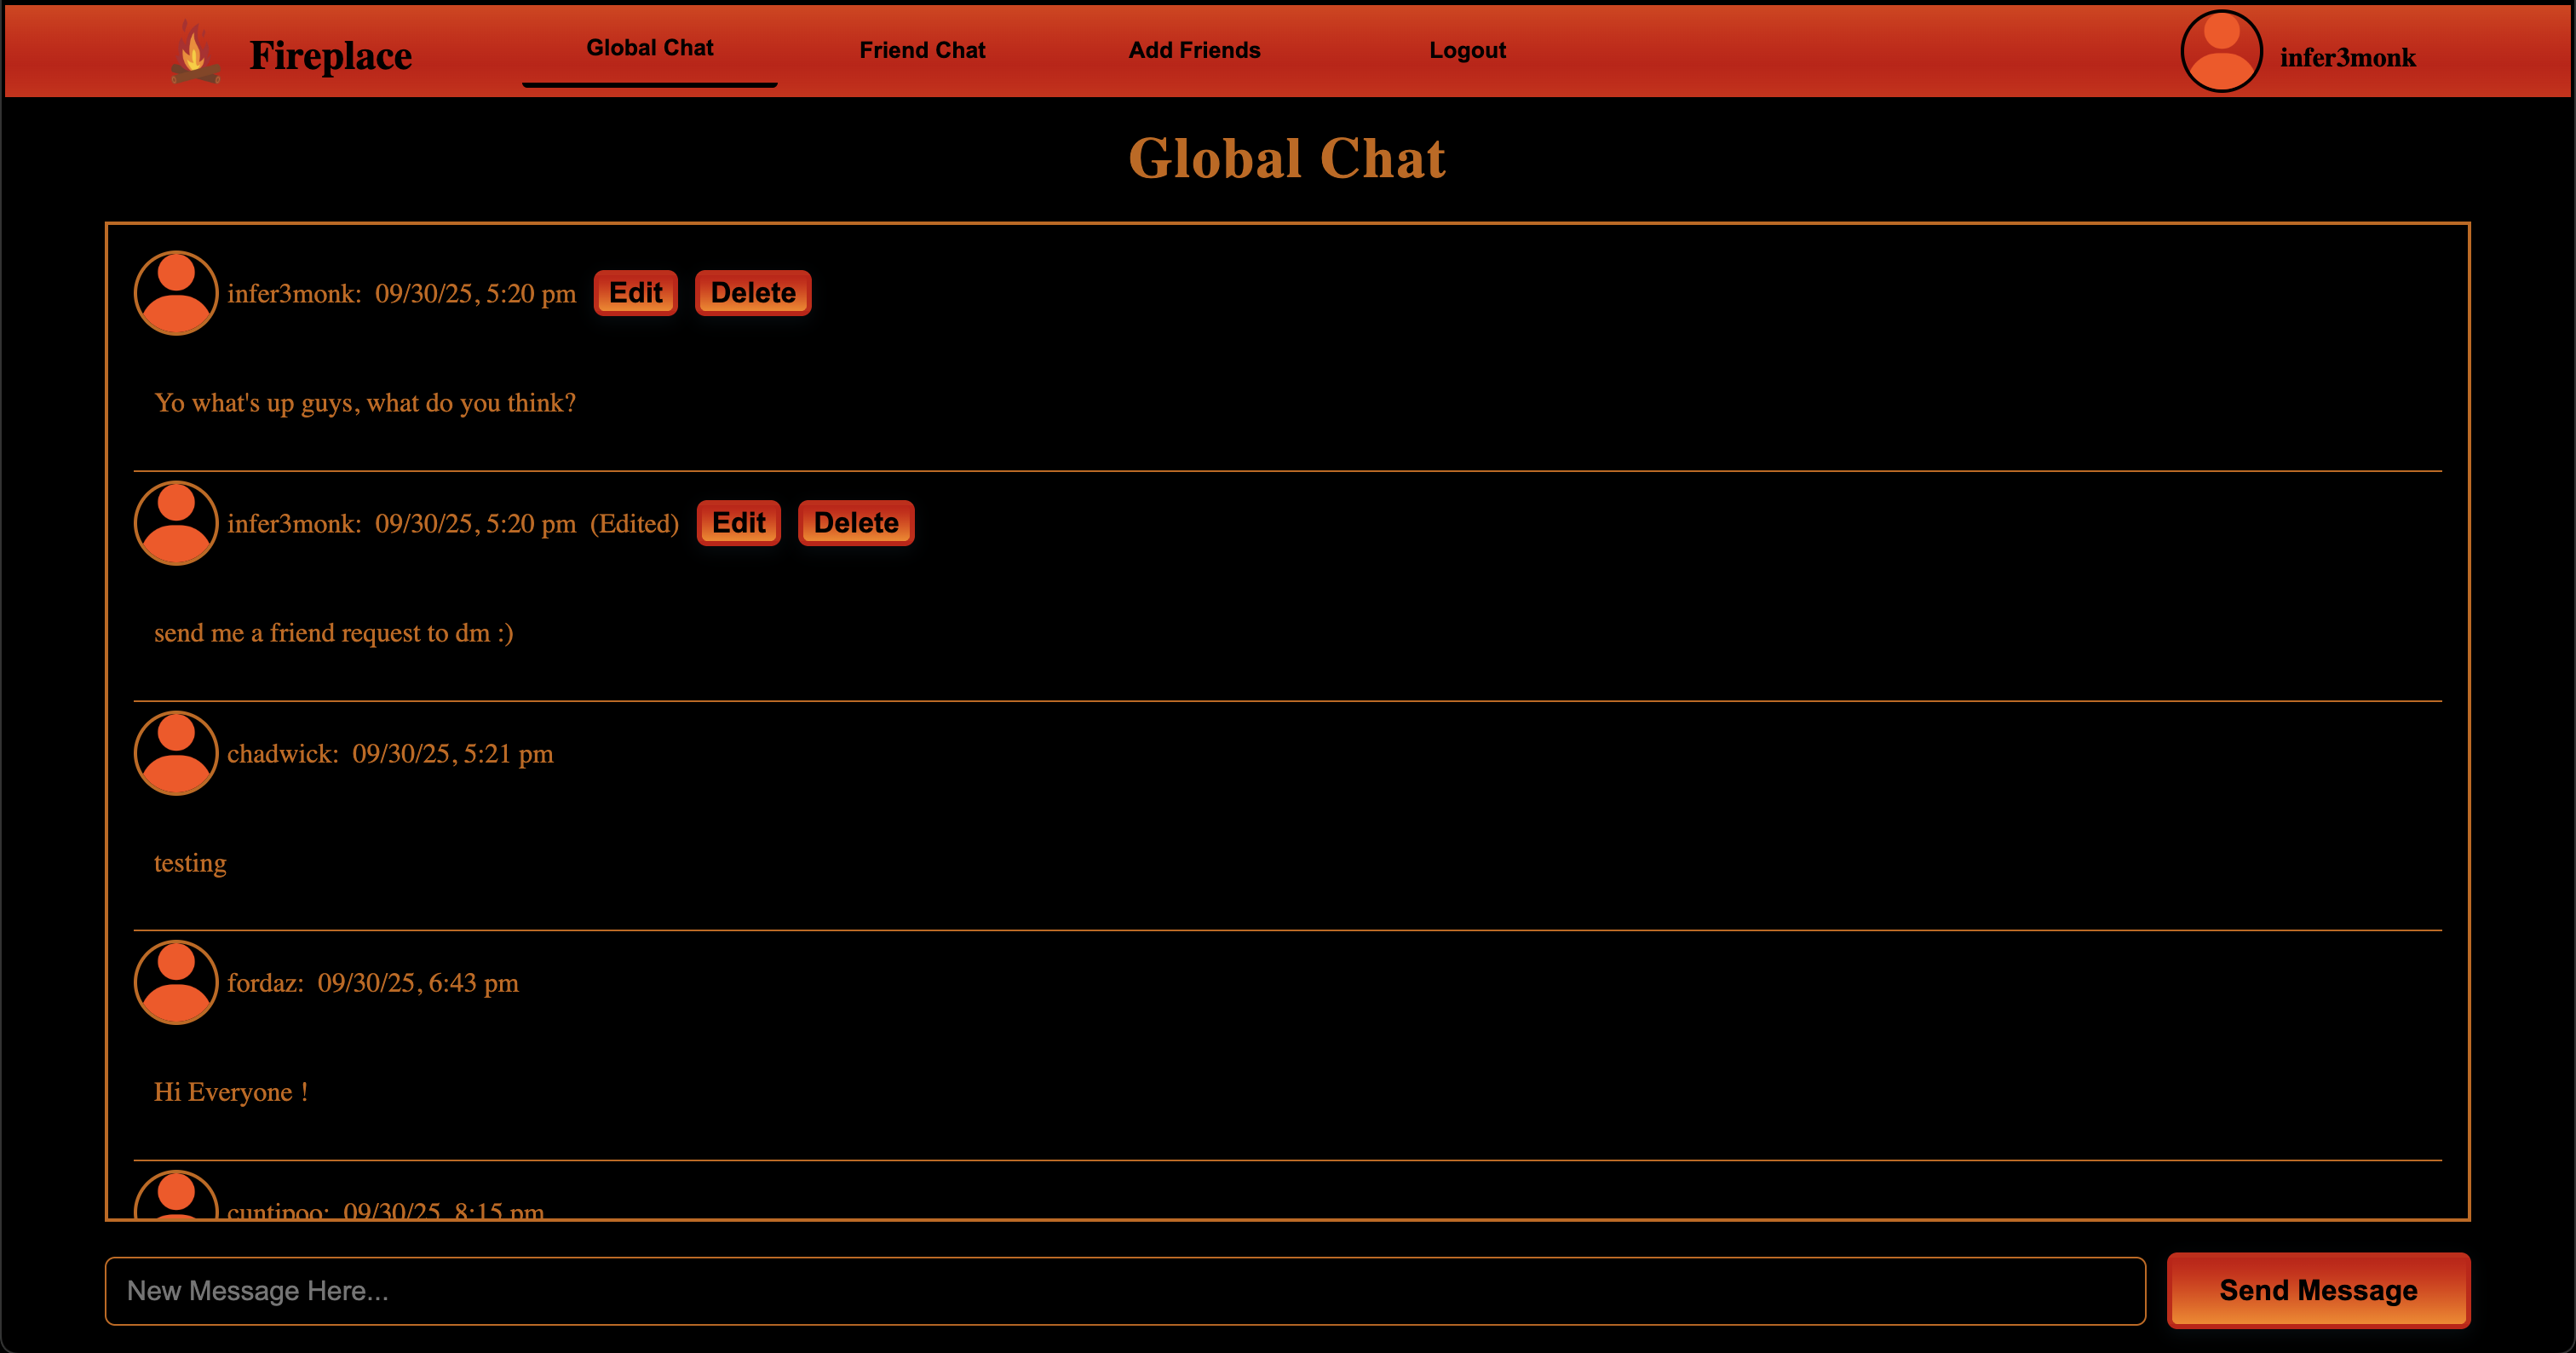 Fireplace Global Chat Friend Chat Add Friends Logout infer3monk
Global Chat
infer3monk: 09/30/25, 5:20 pm Edit Delete
Yo what's up guys, what do you think?
infer3monk: 09/30/25, 5:20 pm (Edited) Edit Delete
send me a friend request to dm :)
chadwick: 09/30/25, 5:21 pm
testing
fordaz: 09/30/25, 6:43 pm
Hi Everyone !
cuntipoo: 09/30/25, 8:15 pm
New Message Here... Send Message